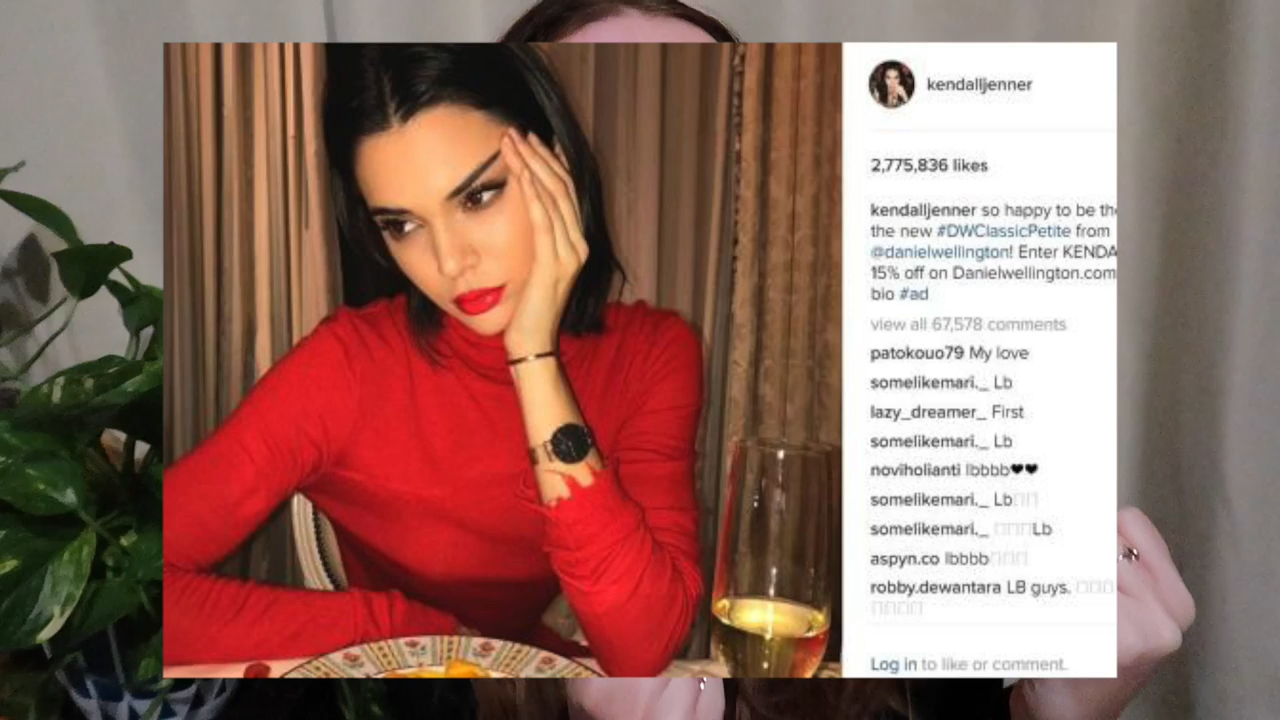 kendalljenner
2,775,836 likes
kendalljenner so happy to be
the new #DWClassicPetite from
@danielwellington! Enter
15% off on Danielwellington.com
bio #ad
view all 67,578 comments
patokouo79 My love
somelikemari._ Lb
lazy_dreamer_ First
somelikemari._ Lb
noviholianti lbbbb♥♥
somelikemari._ Lb
somelikemari._ Lb
aspyn.co lbbbb
robby.dewantara LB guys.
Log in to like or comment.